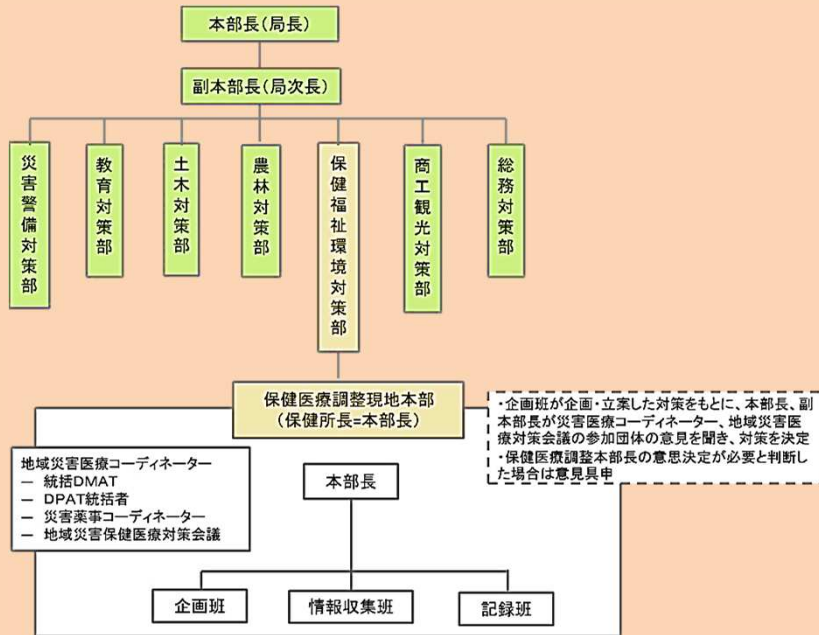 本部長(局長)
副本部長(局次長)
災害警備対策部
教育対策部
土木対策部
農林対策部
保健福祉環境対策部
商工観光対策部
総務対策部
保健医療調整現地本部
(保健所長=本部長)
・企画班が企画・立案した対策をもとに、本部長、副
本部長が災害医療コーディネーター、地域災害医
療対策会議の参加団体の意見を聞き、対策を決定
・保健医療調整本部長の意思決定が必要と判断し
た場合は意見具申
地域災害医療コーディネーター
― 統括DMAT
― DPAT統括者
― 災害薬事コーディネーター
― 地域災害保健医療対策会議
本部長
企画班
情報収集班
記録班